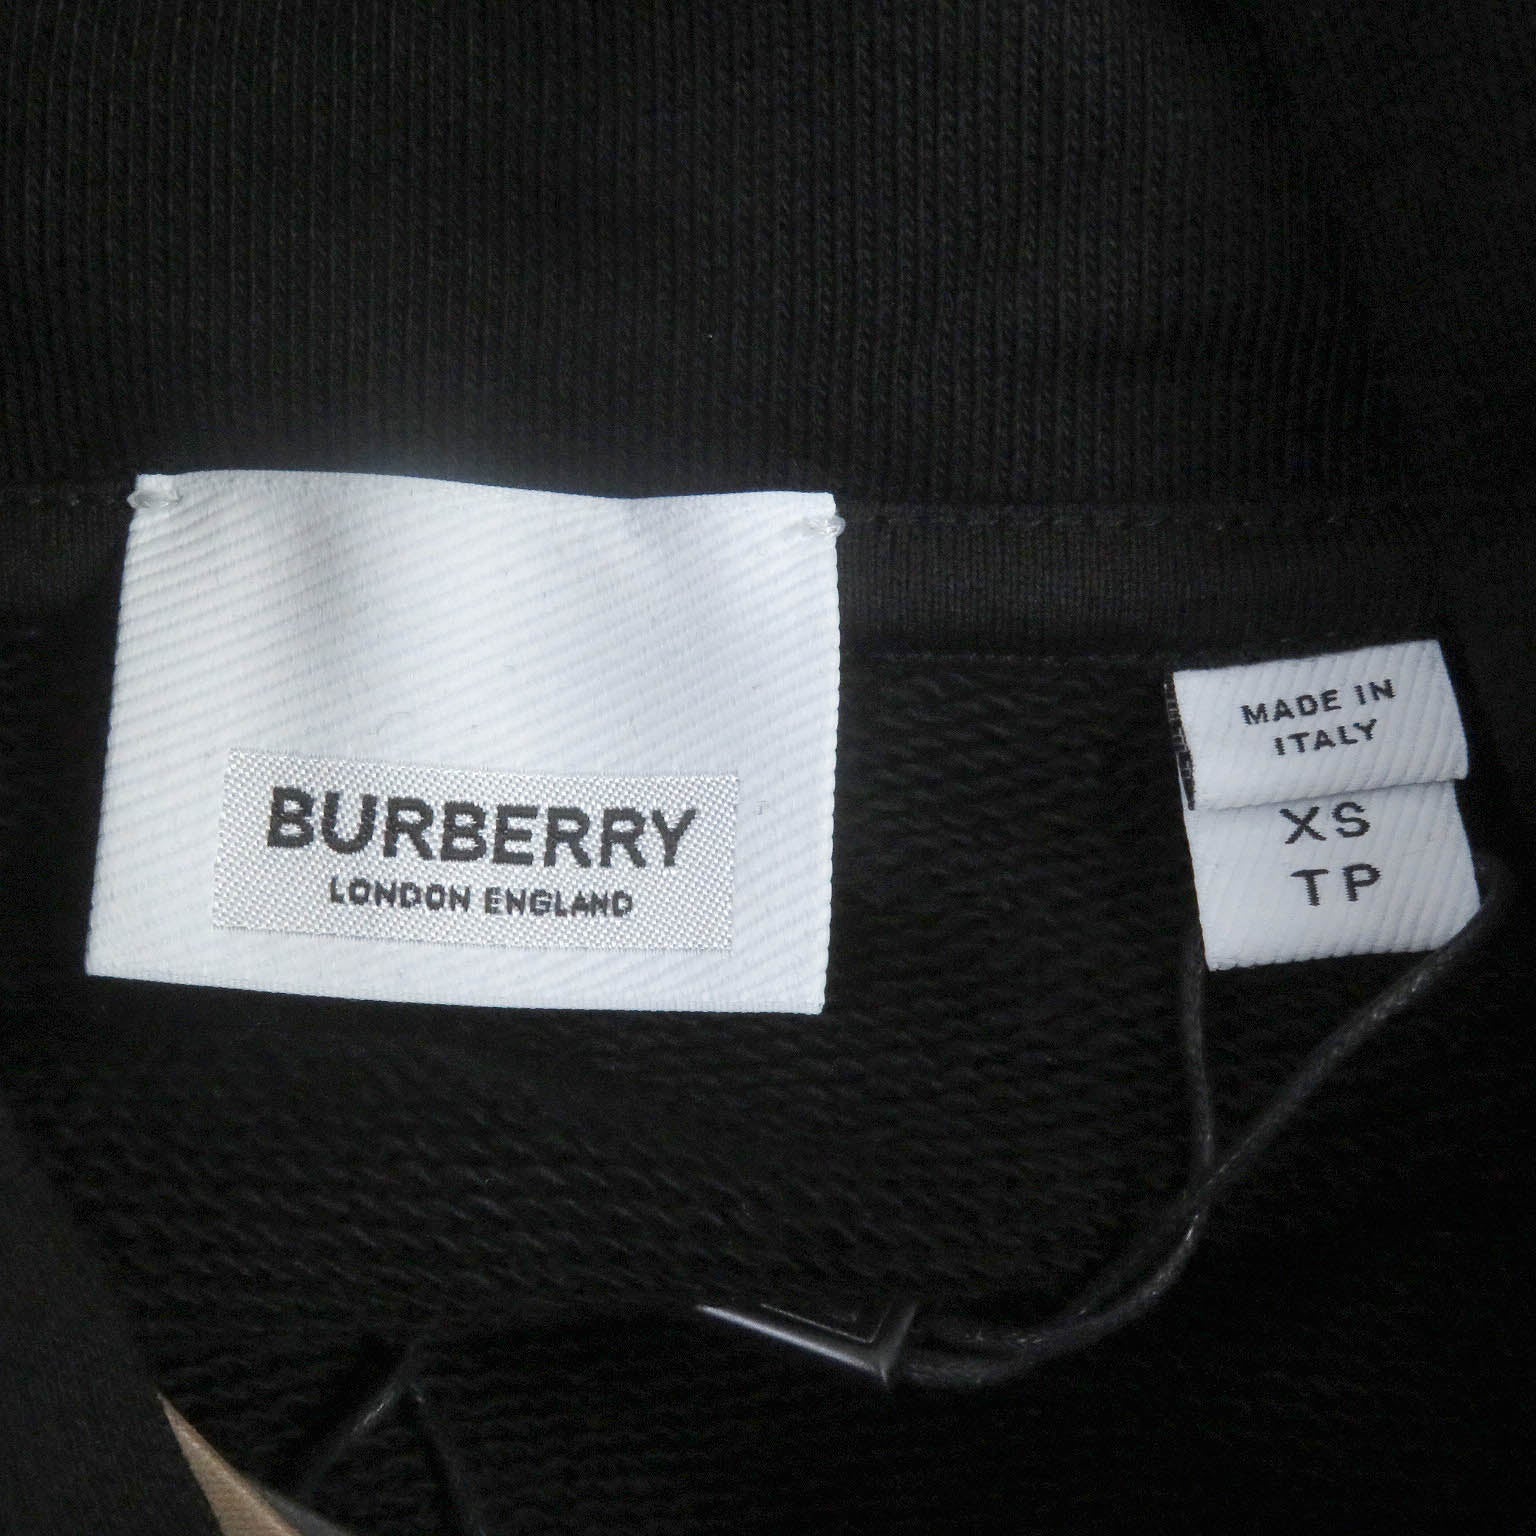 BURBERRY
LONDON ENGLAND
MADE IN
ITALY
XS
TP